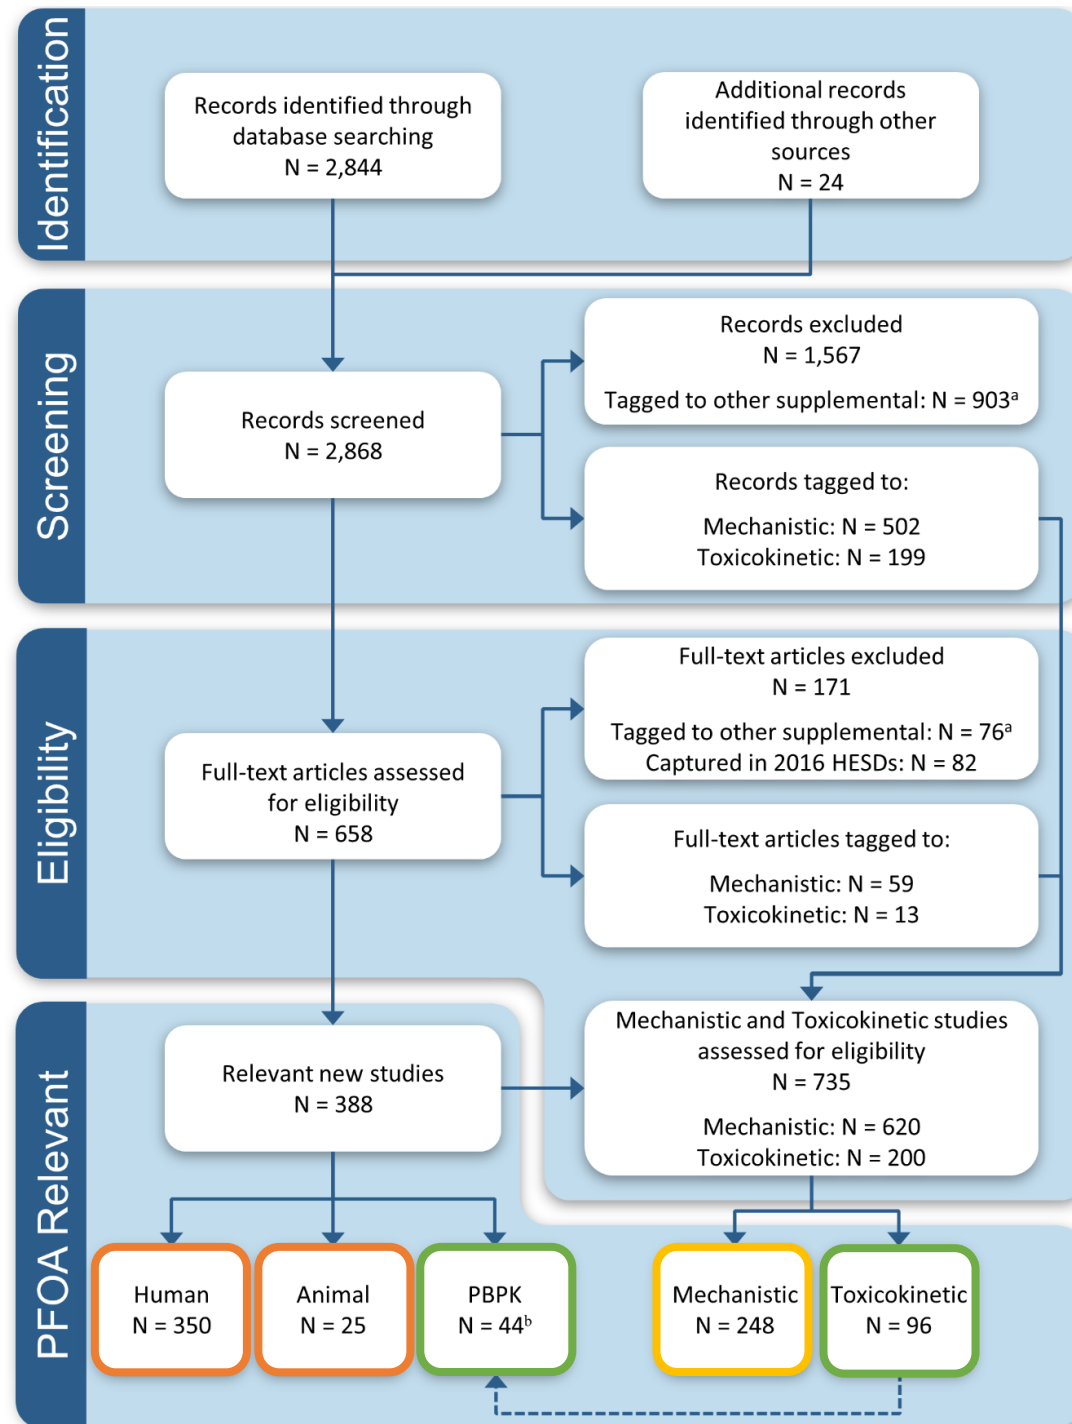 Identification
Records identified through
database searching
N = 2,844
Additional records
identified through other
sources
N = 24
Screening
Records screened
N = 2,868
Records excluded
N = 1,567
Tagged to other supplemental: N = 903ᵃ
Records tagged to:
Mechanistic: N = 502
Toxicokinetic: N = 199
Eligibility
Full-text articles assessed
for eligibility
N = 658
Full-text articles excluded
N = 171
Tagged to other supplemental: N = 76ᵃ
Captured in 2016 HESDs: N = 82
Full-text articles tagged to:
Mechanistic: N = 59
Toxicokinetic: N = 13
Mechanistic and Toxicokinetic studies
assessed for eligibility
N = 735
Mechanistic: N = 620
Toxicokinetic: N = 200
PFOA Relevant
Relevant new studies
N = 388
Human
N = 350
Animal
N = 25
PBPK
N = 44ᵇ
Mechanistic
N = 248
Toxicokinetic
N = 96